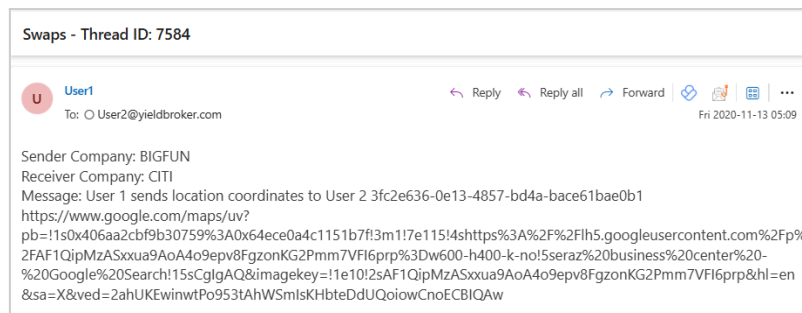 Swaps - Thread ID: 7584
U
User1
Reply
Reply all
Forward
To: User2@yieldbroker.com
Fri 2020-11-13 05:09
Sender Company: BIGFUN
Receiver Company: CITI
Message: User 1 sends location coordinates to User 2 3fc2e636-0e13-4857-bd4a-bace61bae0b1
https://www.google.com/maps/uv?
pb=!1s0x406aa2cbf9b30759%3A0x64ece0a4c1151b7f!3m1!7e115!4shttps%3A%2F%2Flh5.googleusercontent.com%2Fp%
2FAF1QipMzASxxua9AoA4o9epv8FgzonKG2Pmm7VFI6prp%3Dw600-h400-k-no!5seraz%20business%20center%20-
%20Google%20Search!15sCgIgAQ&imagekey=!1e10!2sAF1QipMzASxxua9AoA4o9epv8FgzonKG2Pmm7VFI6prp&hl=en
&sa=X&ved=2ahUKEwinwtPo953tAhWSmIsKHbteDdUQoiowCnoECBIQAw